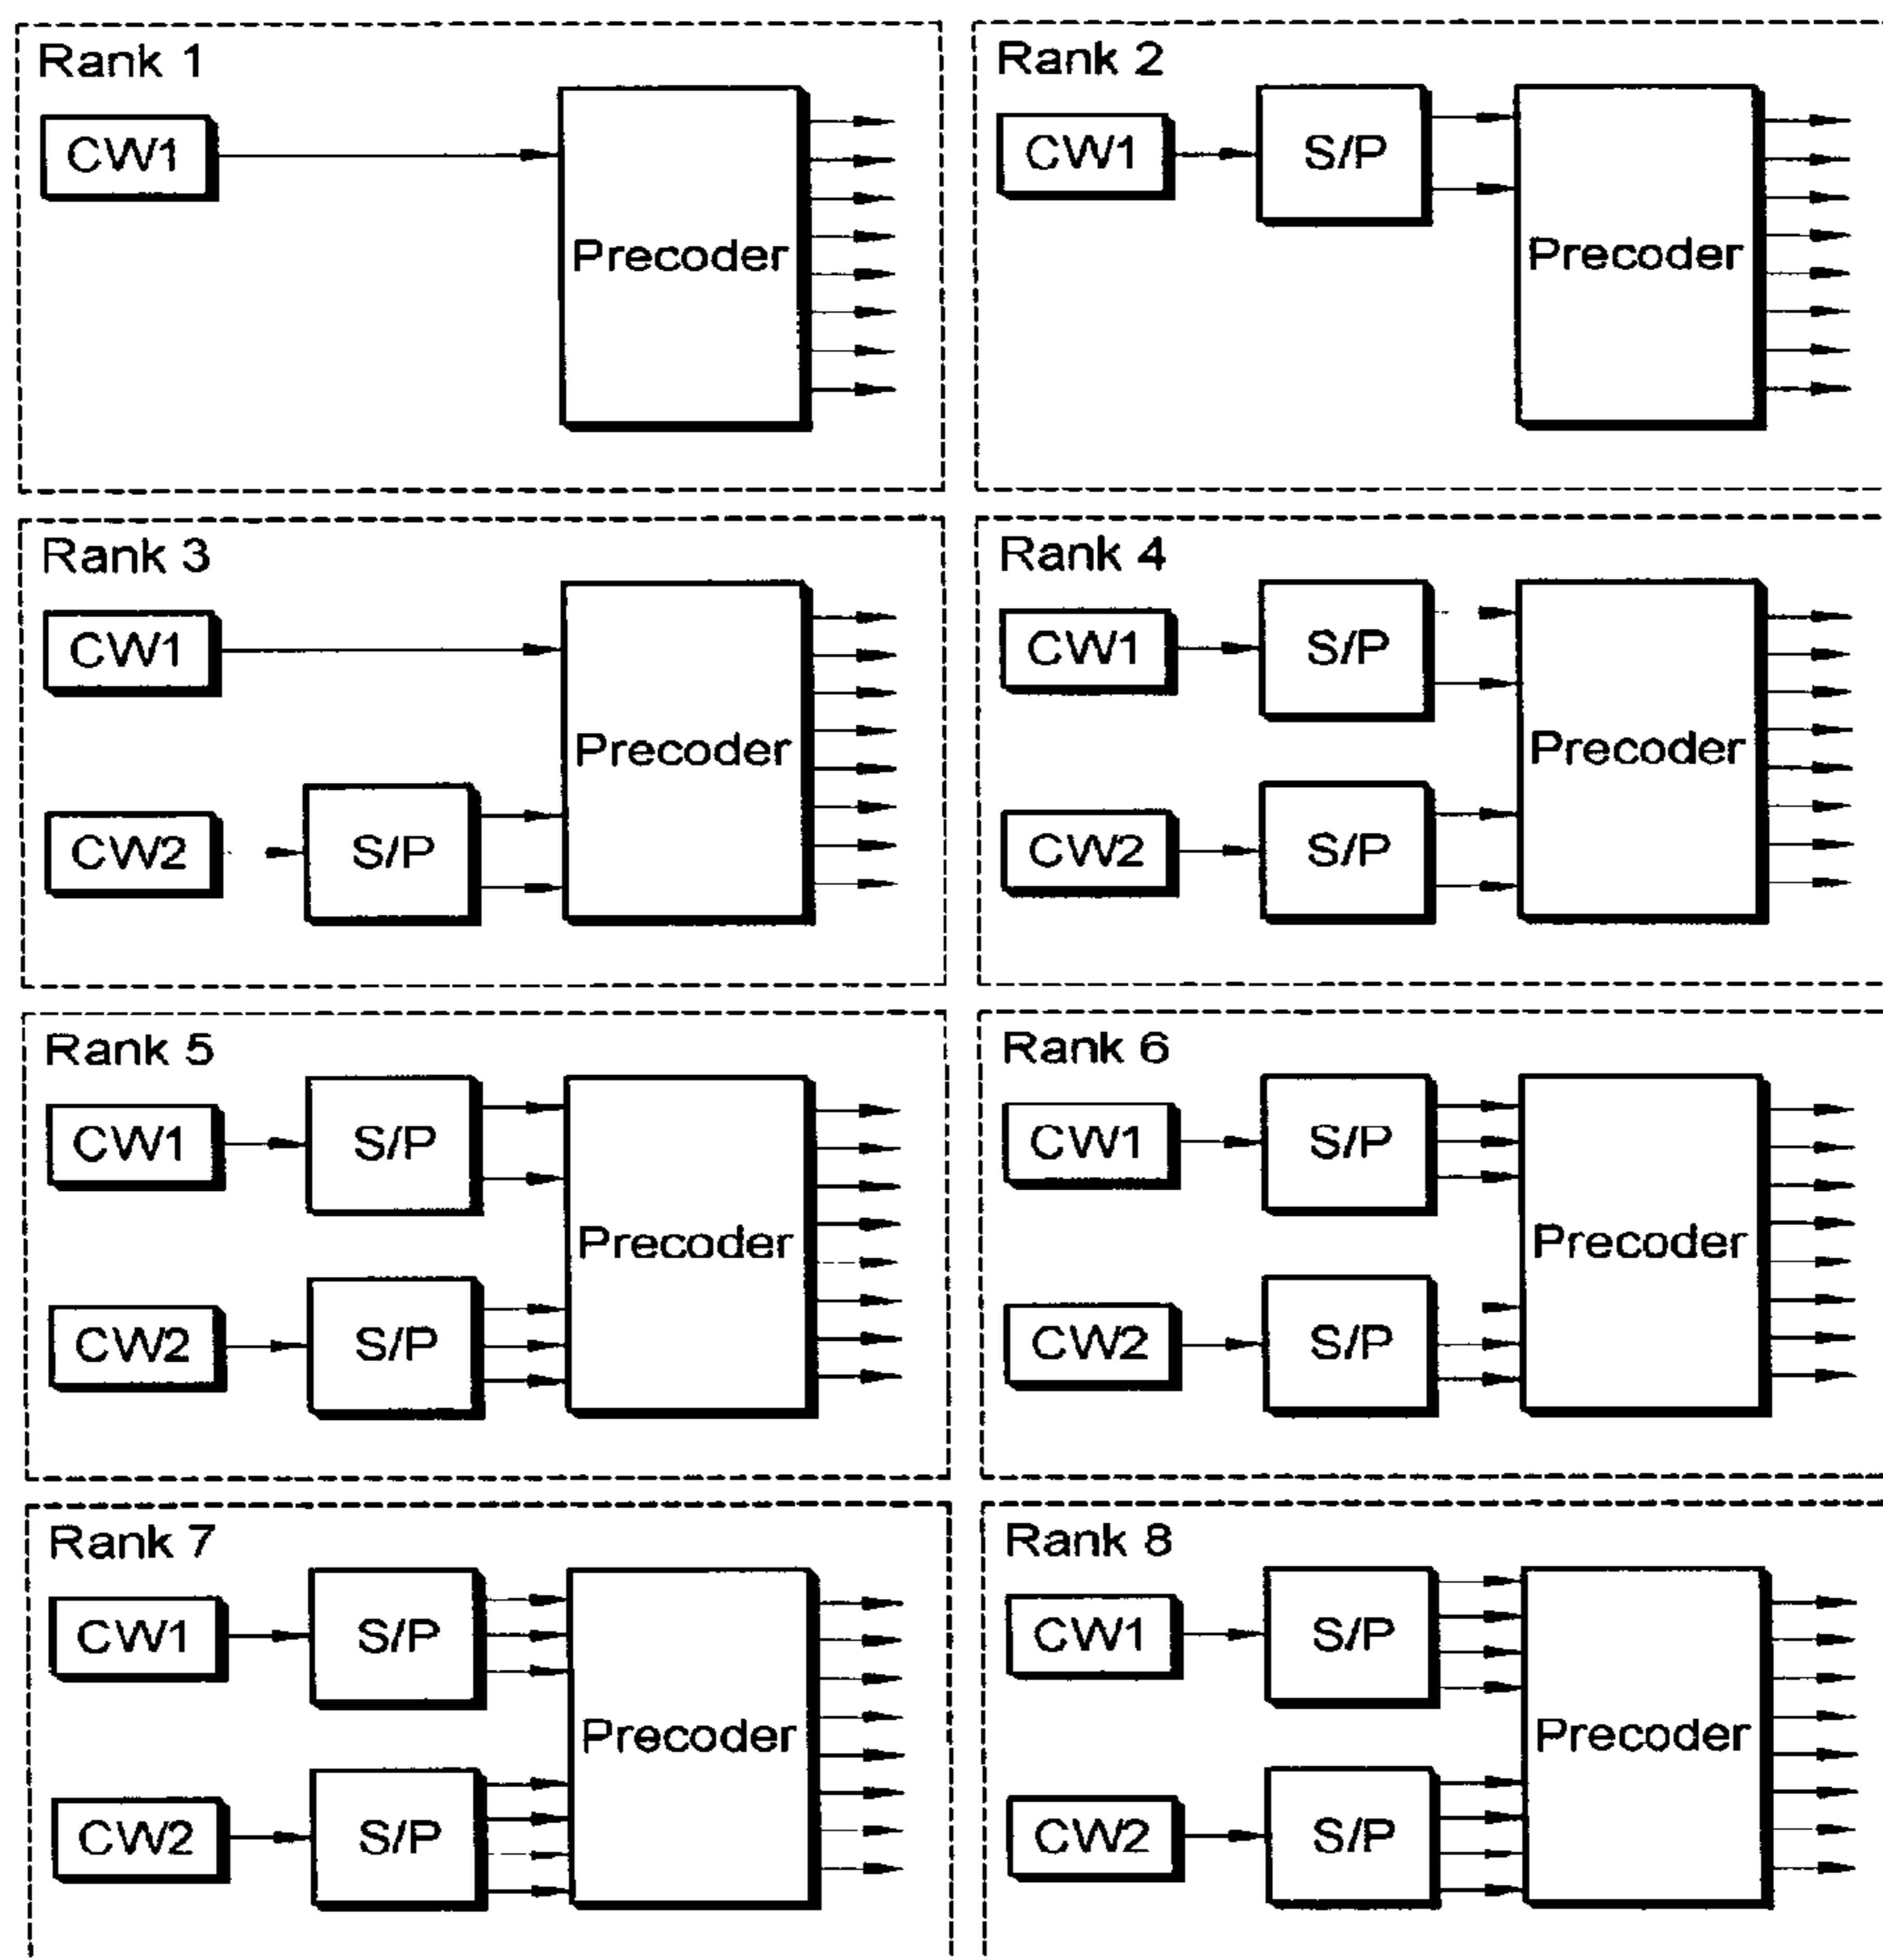 Rank 1
CW1
Precoder
Rank 2
CW1
S/P
Precoder
Rank 3
CW1
Precoder
CW2
S/P
Rank 4
CW1
S/P
Precoder
CW2
S/P
Rank 5
CW1
S/P
Precoder
CW2
S/P
Rank 6
CW1
S/P
Precoder
CW2
S/P
Rank 7
CW1
S/P
Precoder
CW2
S/P
Rank 8
CW1
S/P
Precoder
CW2
S/P